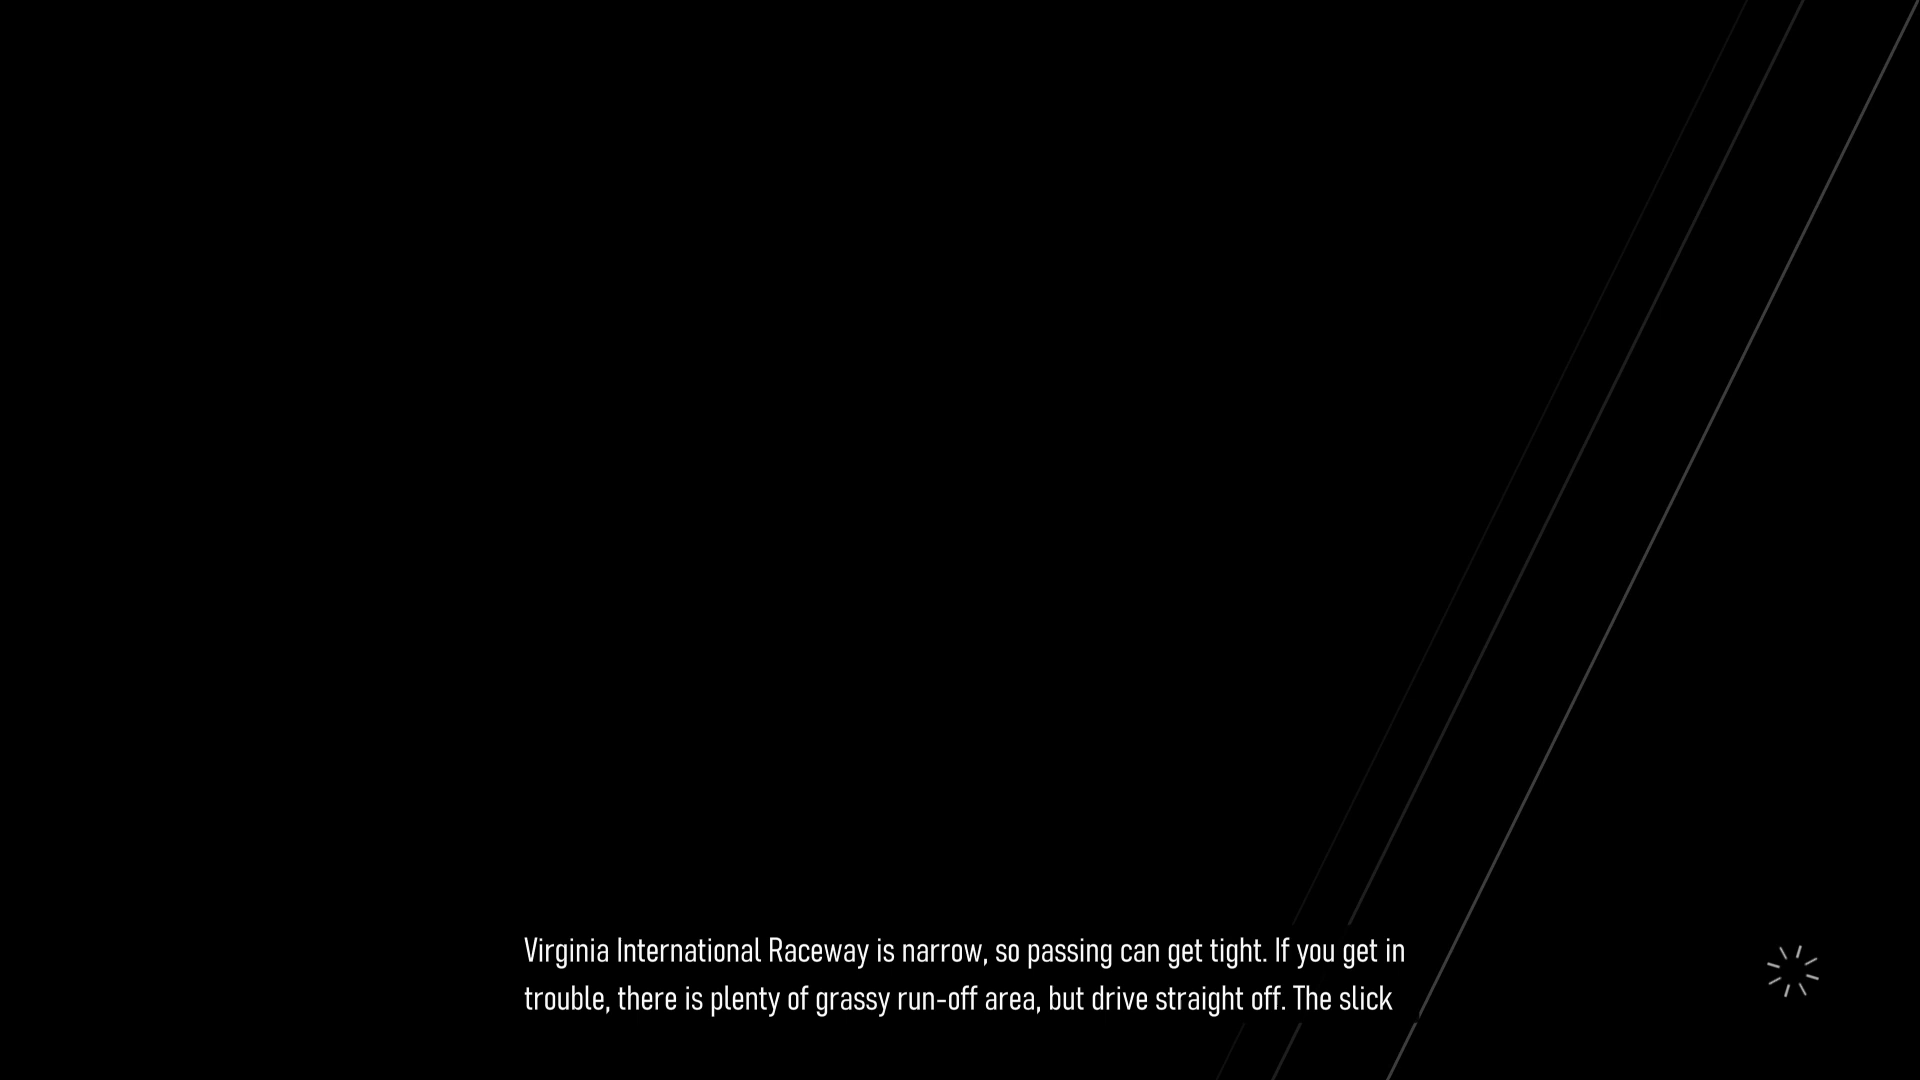 Virginia International Raceway is narrow, so passing can get tight. If you get in
trouble, there is plenty of grassy run-off area, but drive straight off. The slick